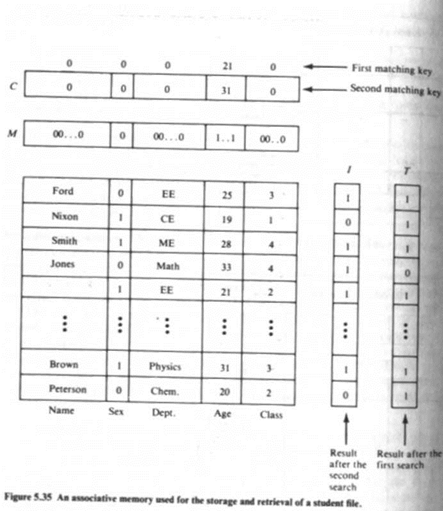 0 0 0 21 0 First matching key
C 0 0 0 31 0 Second matching key
M 00...0 0 00...0 1..1 00..0
I T
Ford 0 EE 25 3 1 1
Nixon 1 CE 19 1 0 1
Smith 1 ME 28 4 1 1
Jones 0 Math 33 4 1 0
1 EE 21 2 1 1
Brown 1 Physics 31 3 1 1
Peterson 0 Chem. 20 2 0 1
Name Sex Dept. Age Class
Result Result after the
after the first search
second
search
Figure 5.35 An associative memory used for the storage and retrieval of a student file.